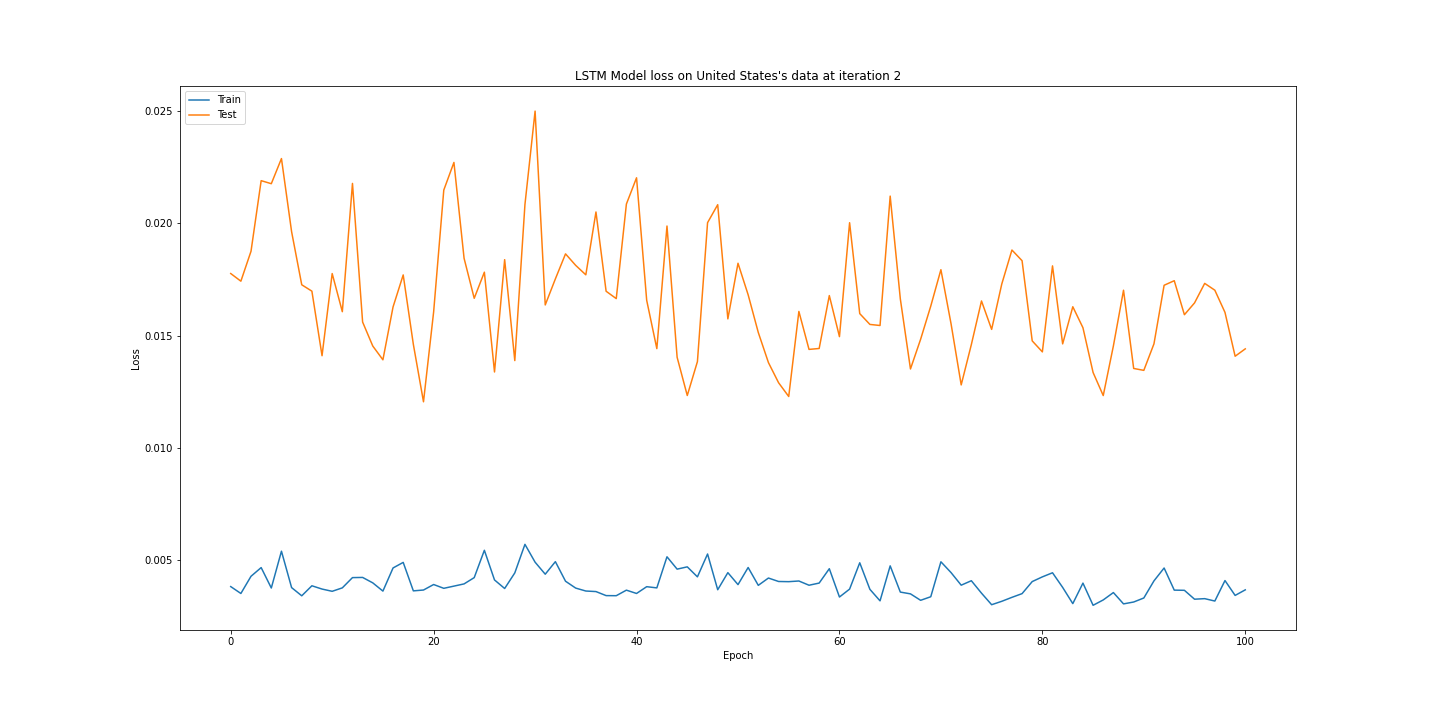 LSTM Model loss on United States's data at iteration 2
Train
Test
0.025
0.020
0.015
0.010
0.005
Loss
0 20 40 60 80 100
Epoch